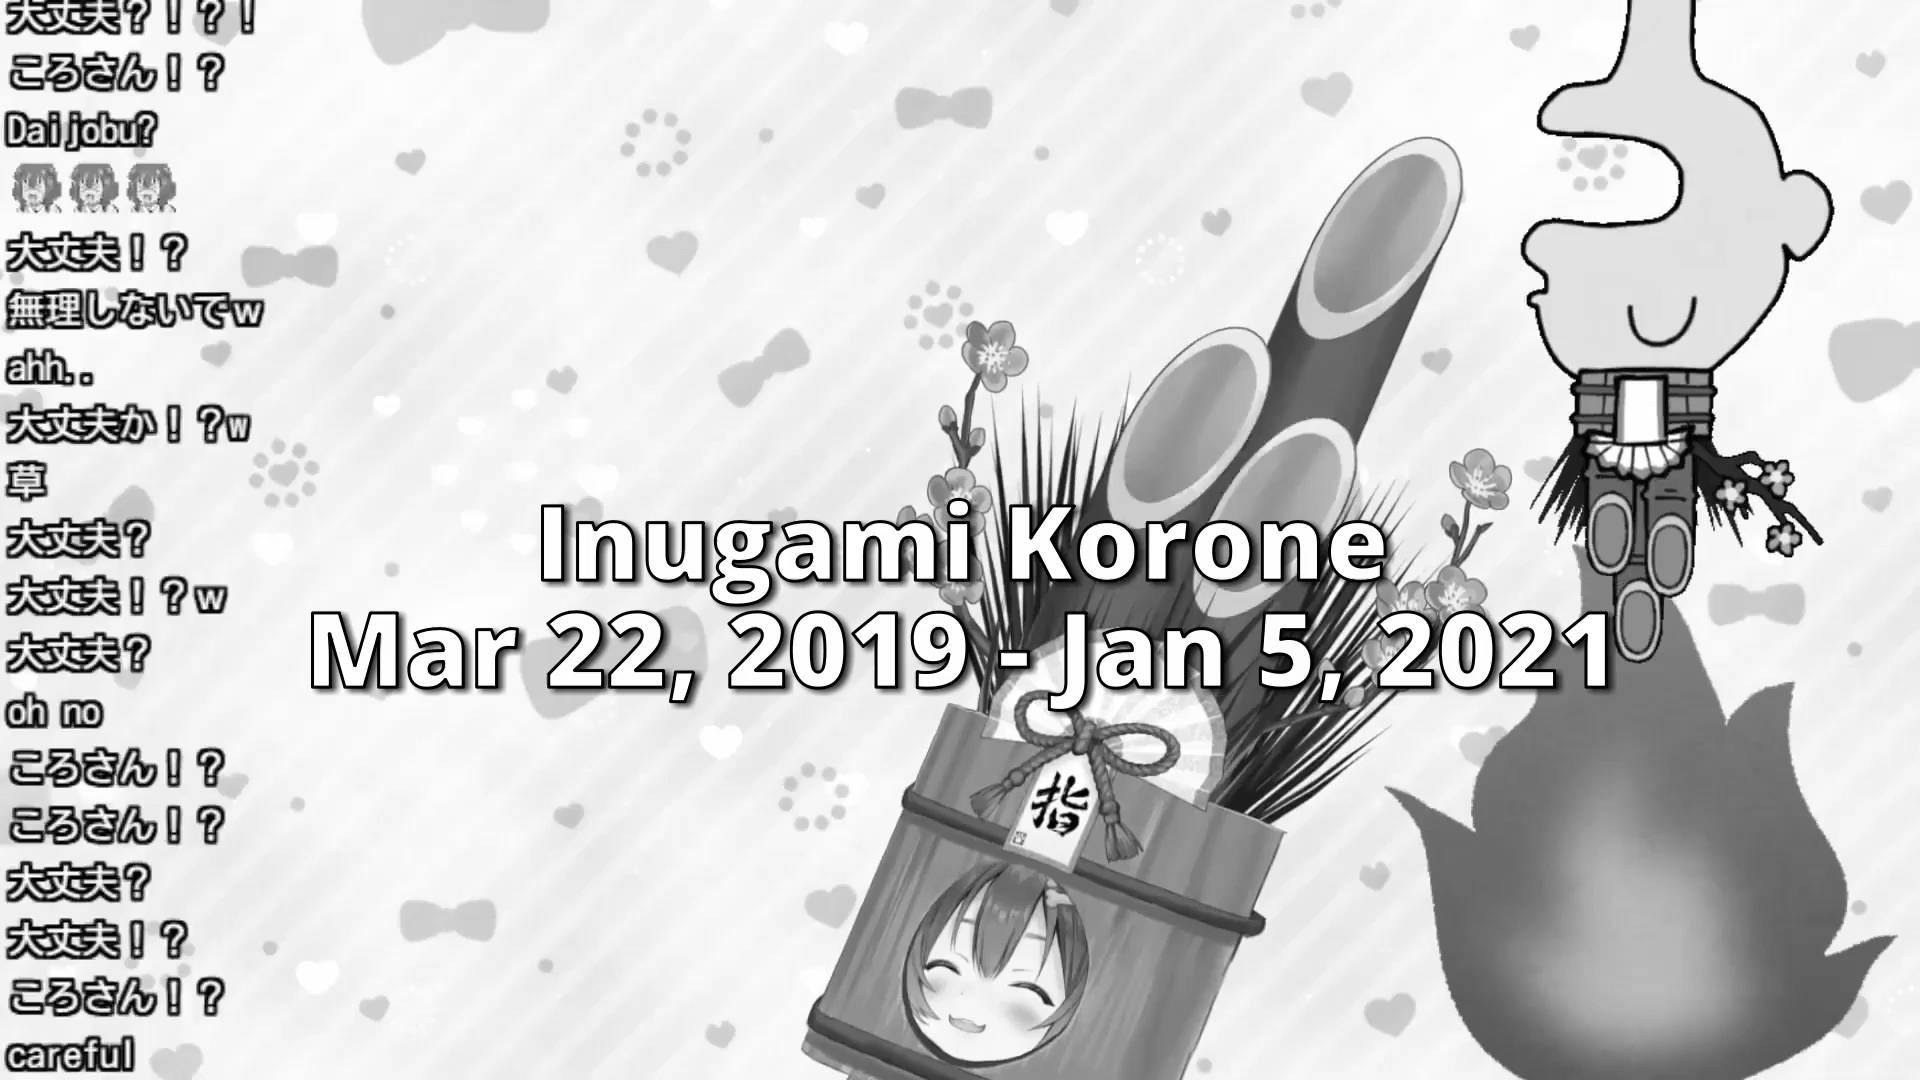 大丈夫？！？！
ころさん！？
Daijobu?
大丈夫！？
無理しないでw
ahh..
大丈夫か！？w
草
大丈夫？
大丈夫！？w
大丈夫？
oh no
ころさん！？
ころさん！？
大丈夫？
大丈夫！？
ころさん！？
careful
Inugami Korone
Mar 22, 2019 - Jan 5, 2021
指